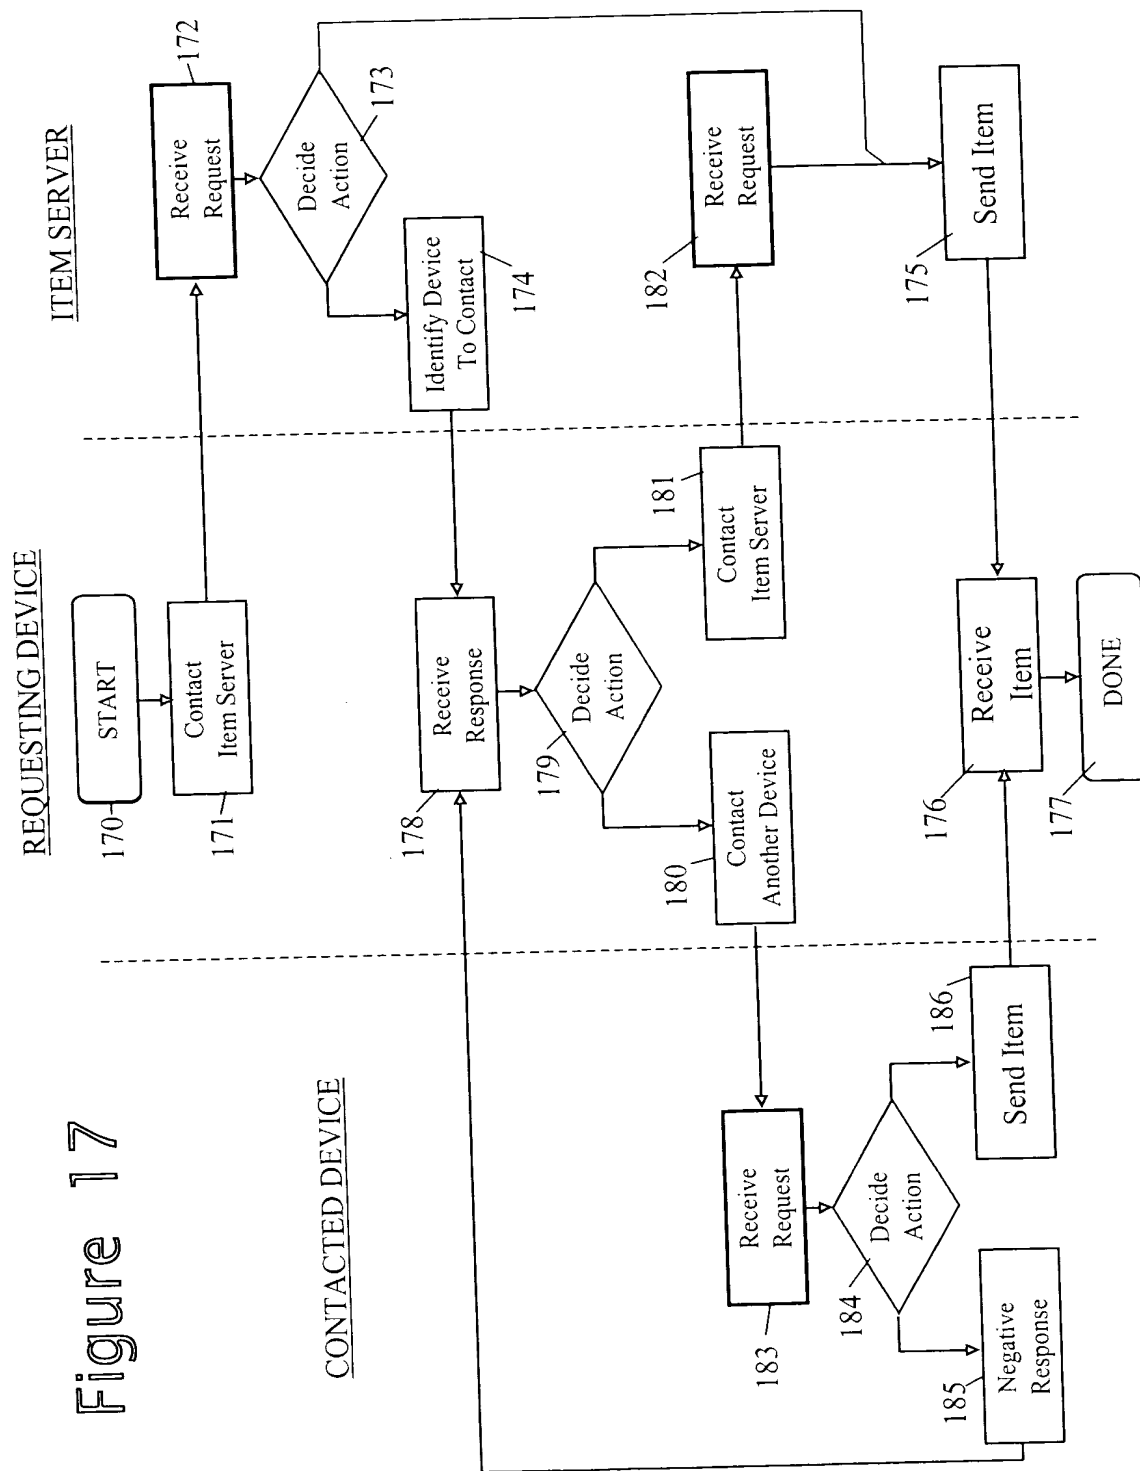 Figure 17
CONTACTED DEVICE
REQUESTING DEVICE
ITEM SERVER
START
170
Contact
Item Server
171
Receive
Request
172
Decide
Action
173
Identify Device
To Contact
174
Receive
Response
178
Decide
Action
179
Contact
Another Device
180
Contact
Item Server
181
Receive
Request
182
Receive
Request
183
Decide
Action
184
Negative
Response
185
Send Item
186
Send Item
175
Receive
Item
176
DONE
177